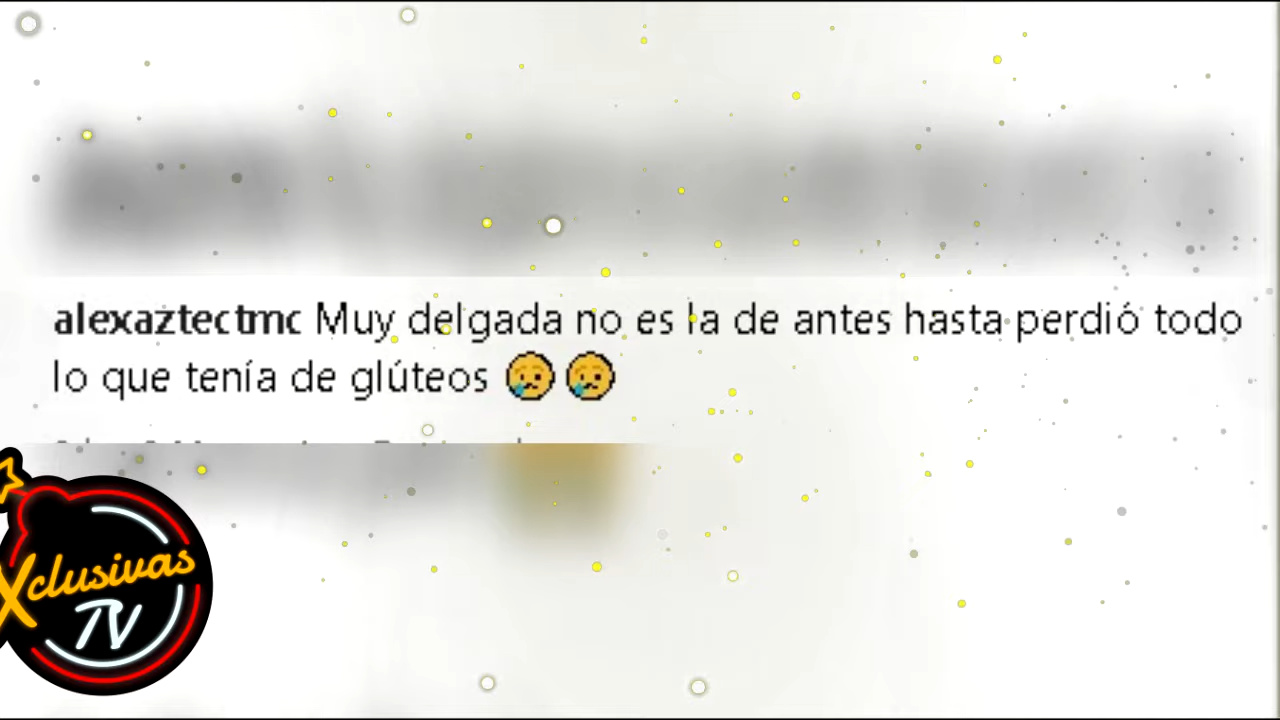 alexaztectmc Muy delgada no es la de antes hasta perdió todo
lo que tenía de glúteos 😢😢
Xclusivas
TV